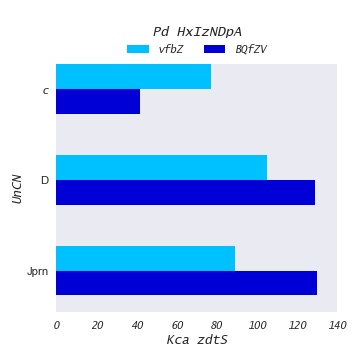 Pd HxIzNDpA
vfbZ BQfZV
c
D
Jprn
UnCN
0 20 40 60 80 100 120 140
Kca zdtS